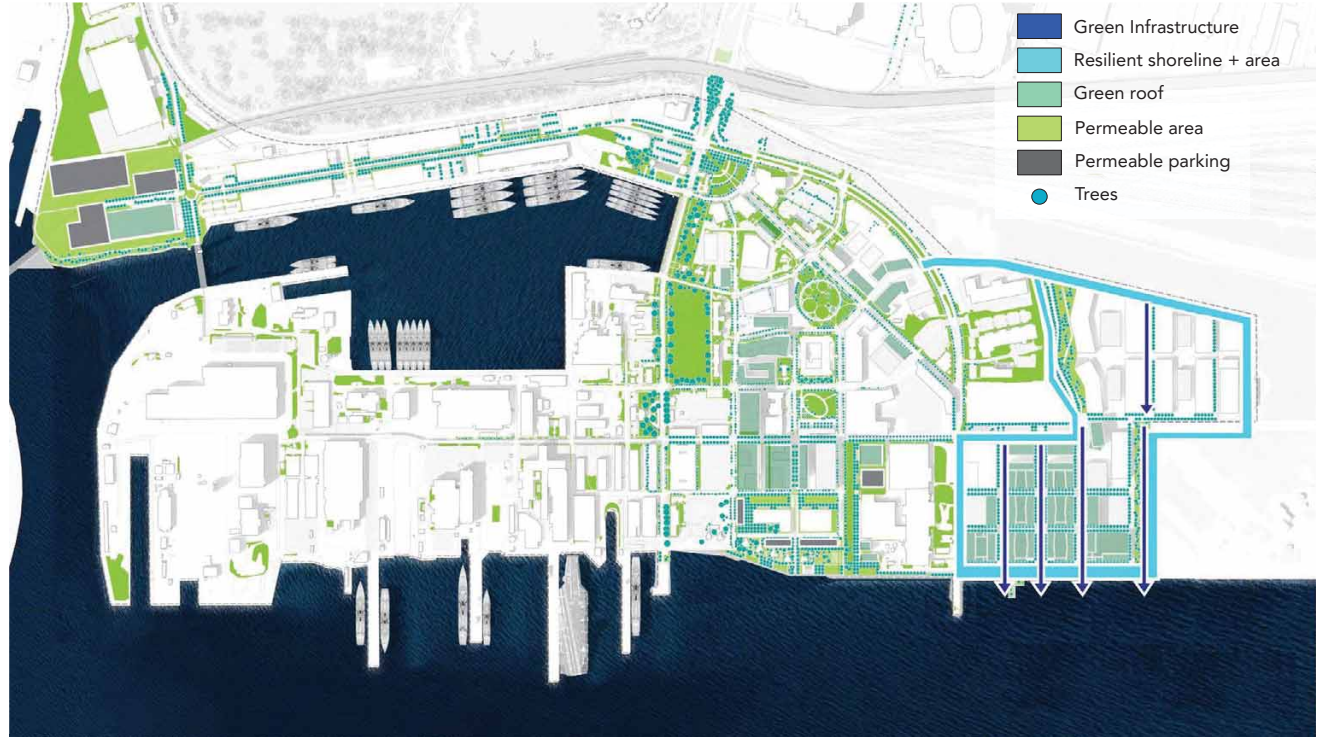 Green Infrastructure
Resilient shoreline + area
Green roof
Permeable area
Permeable parking
Trees